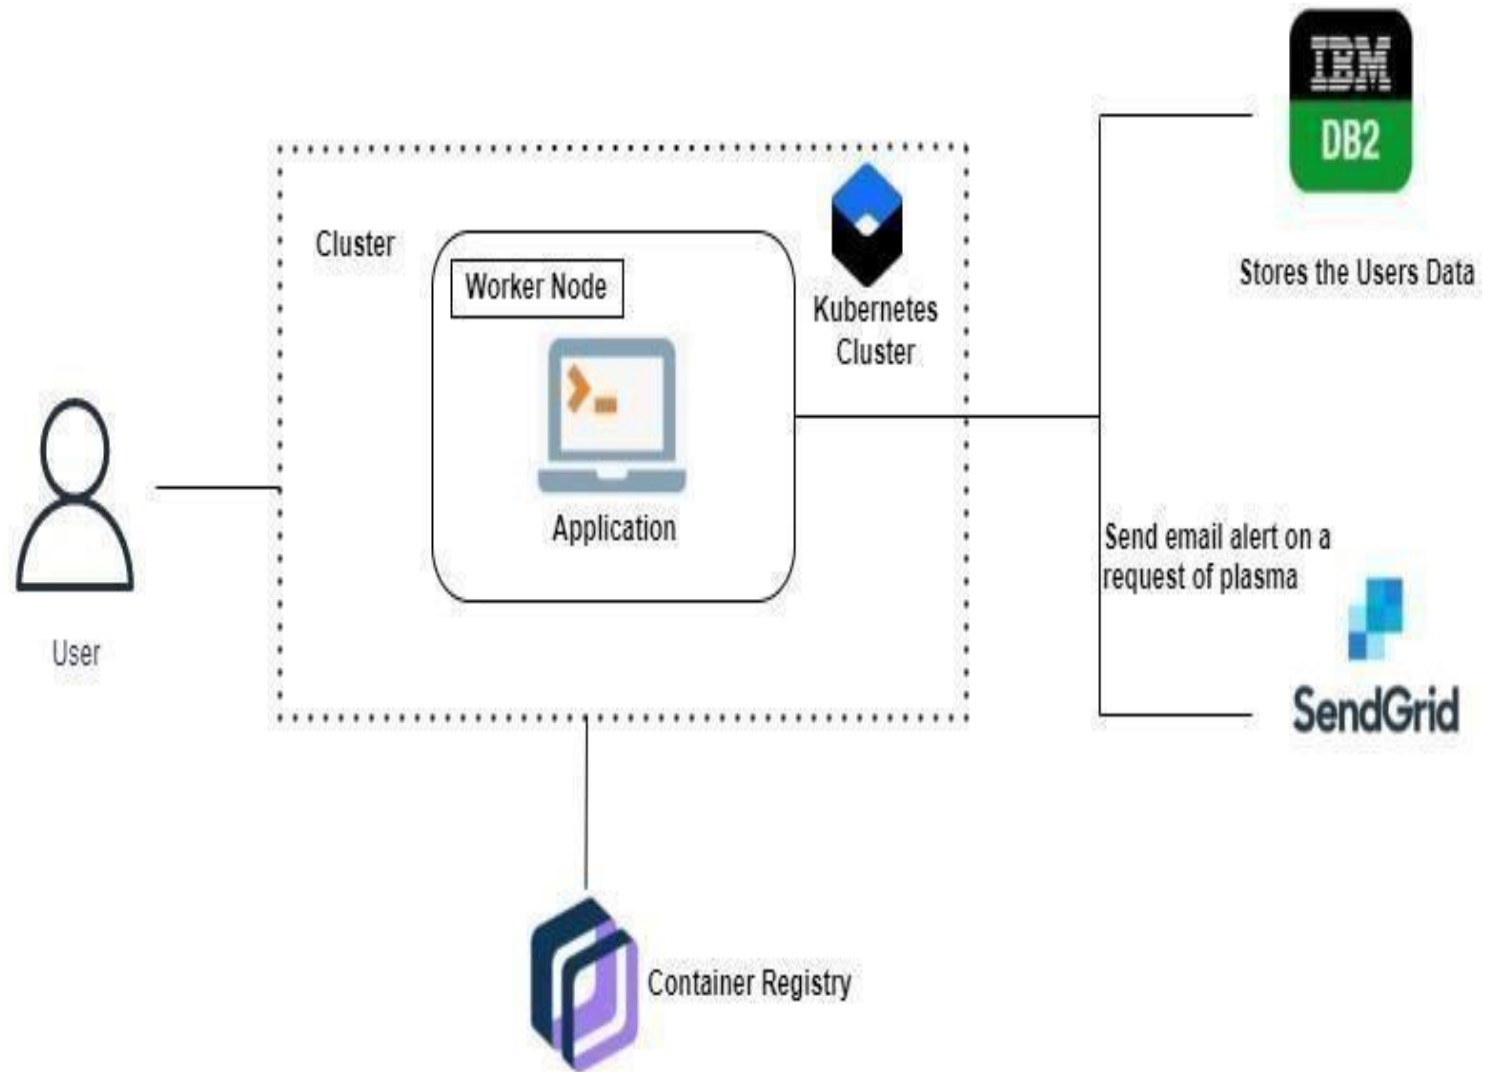 IBM
DB2
Stores the Users Data
Cluster
Worker Node
Application
Kubernetes
Cluster
User
Send email alert on a
request of plasma
SendGrid
Container Registry